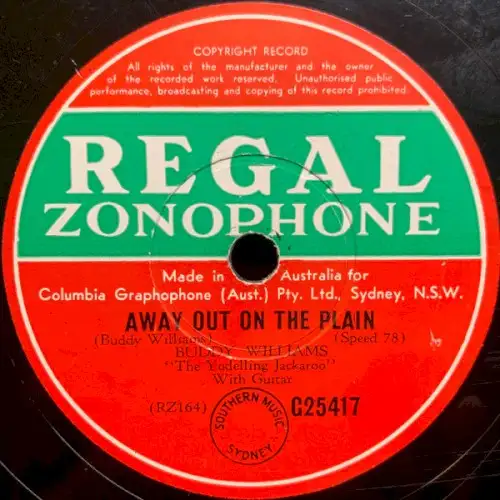 COPYRIGHT RECORD
All rights of the manufacturer and the owner
of the recorded work reserved. Unauthorised public
performance, broadcasting and copying of this record prohibited.
REGAL
ZONOPHONE
Made in Australia for
Columbia Graphophone (Aust.) Pty. Ltd., Sydney, N.S.W.
AWAY OUT ON THE PLAIN
(Buddy Williams) (Speed 78)
BUDDY WILLIAMS
"The Yodelling Jackaroo"
With Guitar
(RZ164) G25417
SOUTHERN MUSIC
SYDNEY